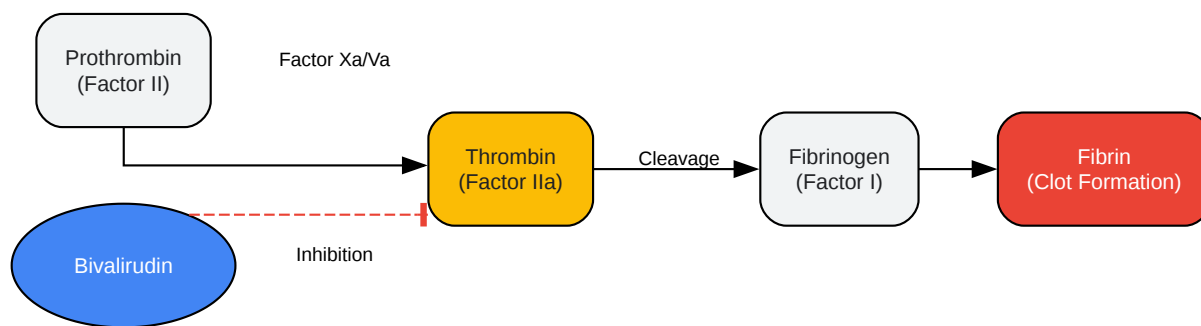 Prothrombin
(Factor II)
Factor Xa/Va
Thrombin
(Factor IIa)
Cleavage
Fibrinogen
(Factor I)
Fibrin
(Clot Formation)
Inhibition
Bivalirudin